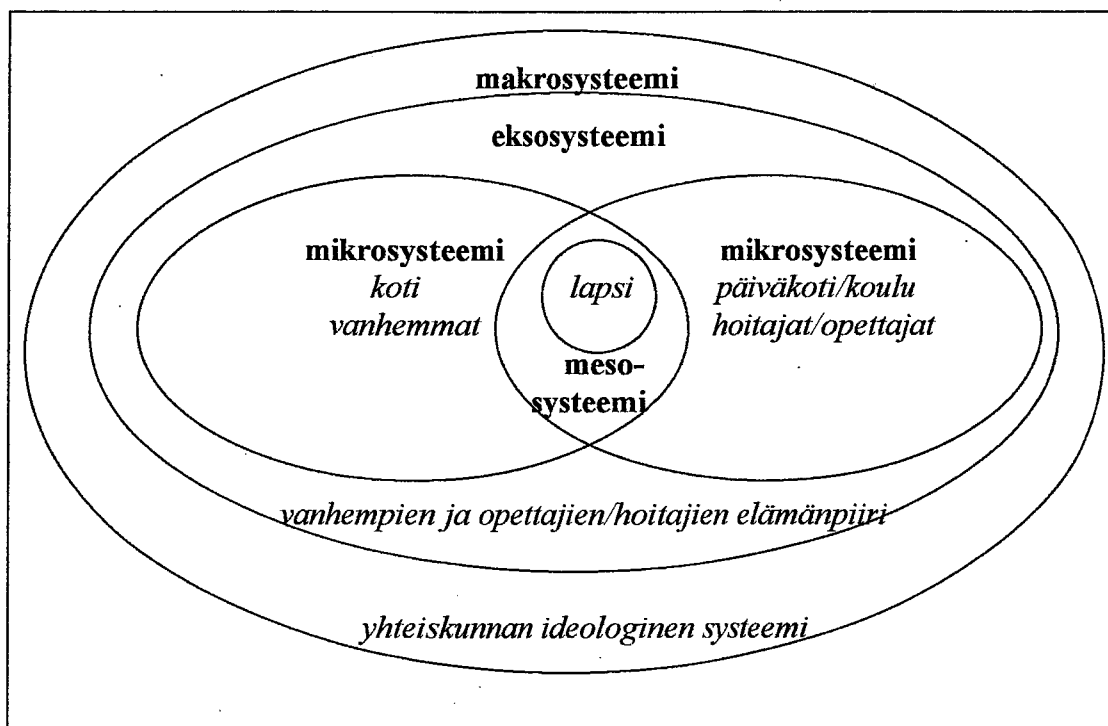 makrosysteemi
eksosysteemi
mikrosysteemi
koti
vanhemmat
lapsi
meso-
systeemi
mikrosysteemi
päiväkoti/koulu
hoitajat/opettajat
vanhempien ja opettajien/hoitajien elämänpiiri
yhteiskunnan ideologinen systeemi